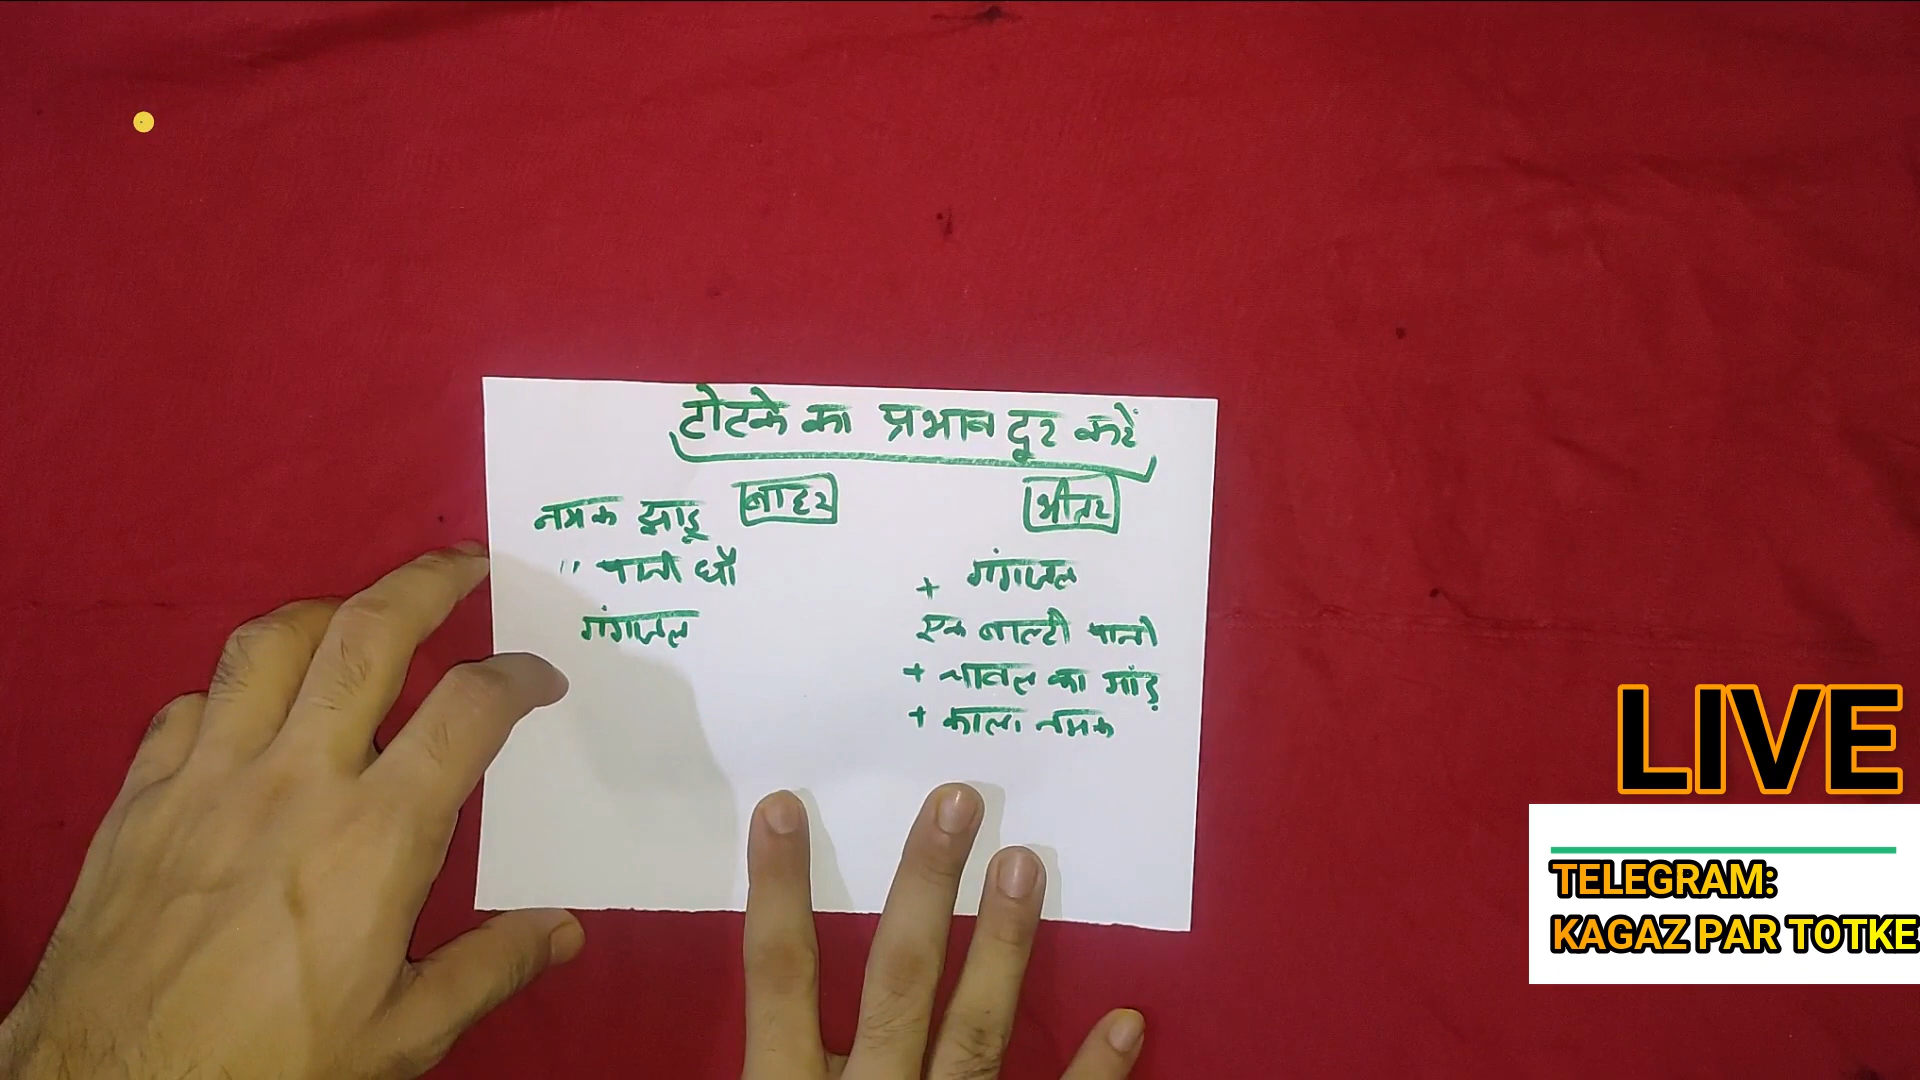 टोटके का प्रभाव दूर करें
बाहर
नमक झाड़ू
" पानी धौ
गंगाजल
भीतर
+ गंगाजल
एक बाल्टी पानी
+ चावल का मांड़
+ काला नमक
LIVE
TELEGRAM:
KAGAZ PAR TOTKE